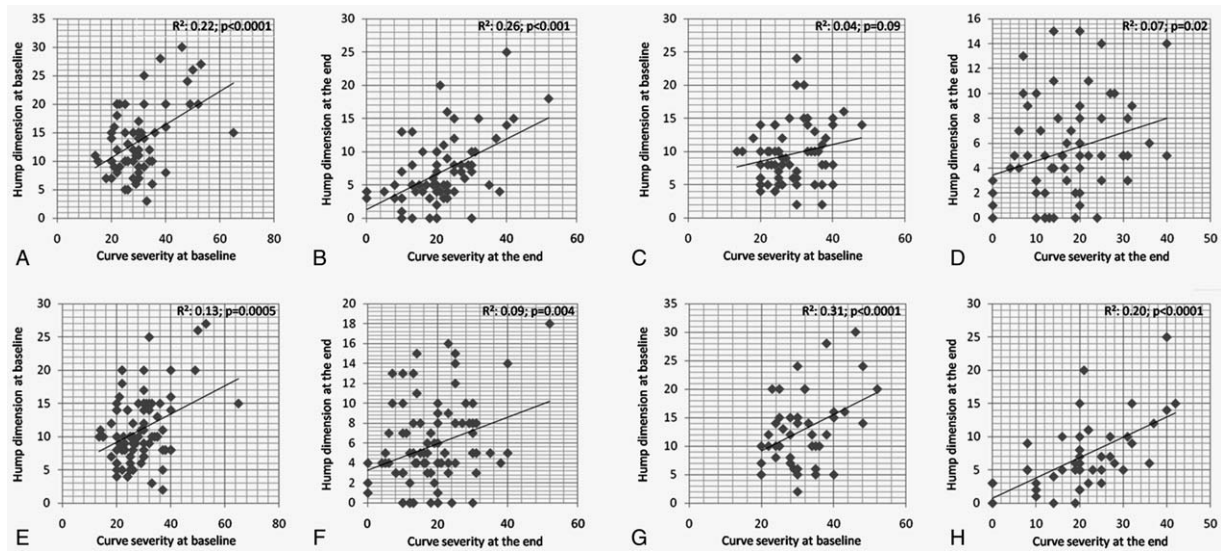 R²: 0.22; p<0.0001
Hump dimension at baseline
35
30
25
20
15
10
5
0
0 20 40 60 80
A
Curve severity at baseline
R²: 0.26; p<0.001
Hump dimension at the end
30
25
20
15
10
5
0
0 20 40 60
B
Curve severity at the end
R²: 0.04; p=0.09
Hump dimension at baseline
30
25
20
15
10
5
0
0 20 40 60
C
Curve severity at baseline
R²: 0.07; p=0.02
Hump dimension at the end
16
14
12
10
8
6
4
2
0
0 10 20 30 40 50
D
Curve severity at the end
R²: 0.13; p=0.0005
Hump dimension at baseline
30
25
20
15
10
5
0
0 20 40 60 80
E
Curve severity at baseline
R²: 0.09; p=0.004
Hump dimension at the end
20
18
16
14
12
10
8
6
4
2
0
0 20 40 60
F
Curve severity at the end
R²: 0.31; p<0.0001
Hump dimension at baseline
35
30
25
20
15
10
5
0
0 20 40 60
G
Curve severity at baseline
R²: 0.20; p<0.0001
Hump dimension at the end
30
25
20
15
10
5
0
0 10 20 30 40 50
H
Curve severity at the end